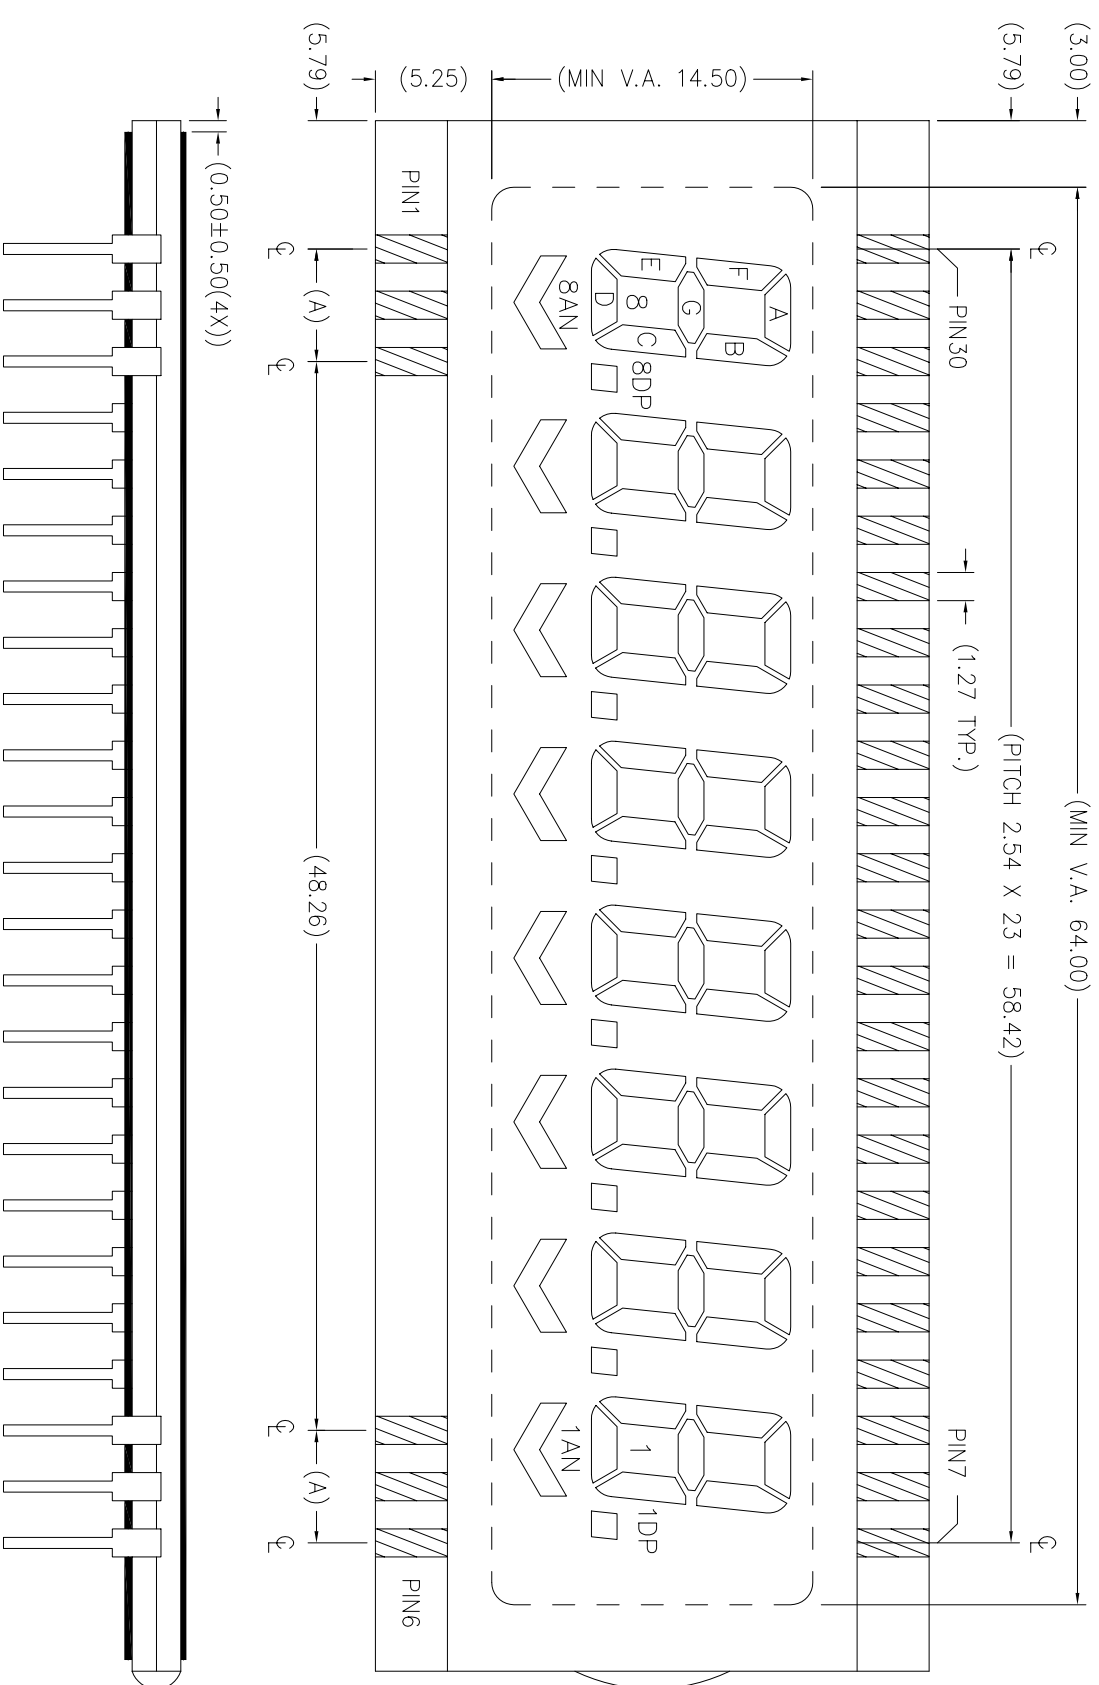 (3.00)
(5.79)
(MIN V.A. 64.00)
(PITCH 2.54 X 23 = 58.42)
℄
℄
PIN30
(1.27 TYP.)
PIN7
(MIN V.A. 14.50)
(5.25)
A
F
B
G
E
8
C
D
8DP
8AN
1
1DP
1AN
PIN1
PIN6
(5.79)
℄
(A)
℄
(48.26)
℄
(A)
℄
(0.50±0.50(4X))